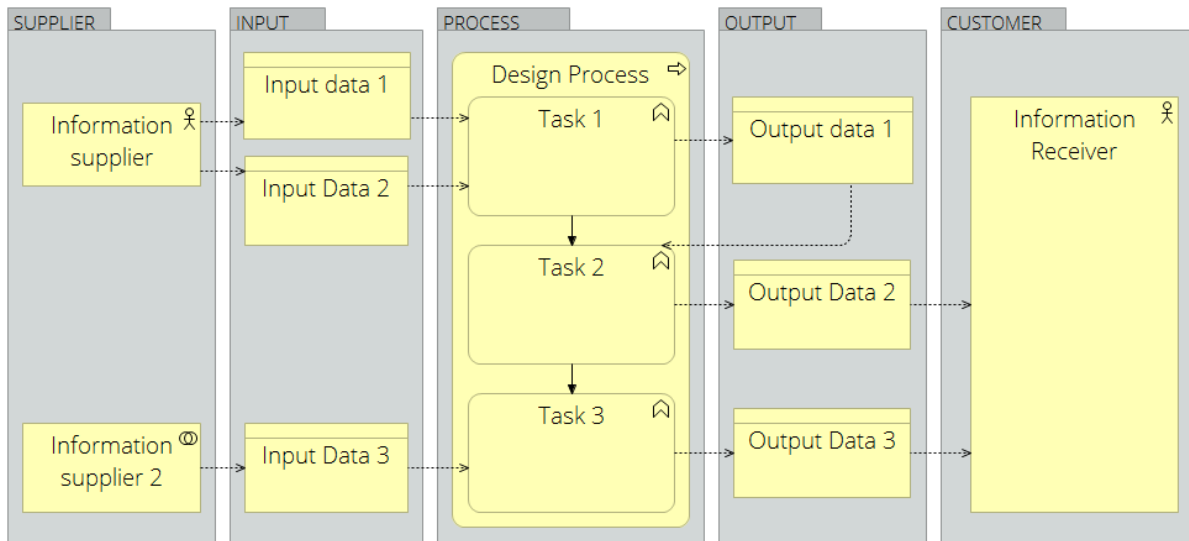 SUPPLIER
INPUT
PROCESS
OUTPUT
CUSTOMER
Information
supplier
Input data 1
Input Data 2
Design Process
Task 1
Output data 1
Information
Receiver
Task 2
Output Data 2
Information
supplier 2
Input Data 3
Task 3
Output Data 3